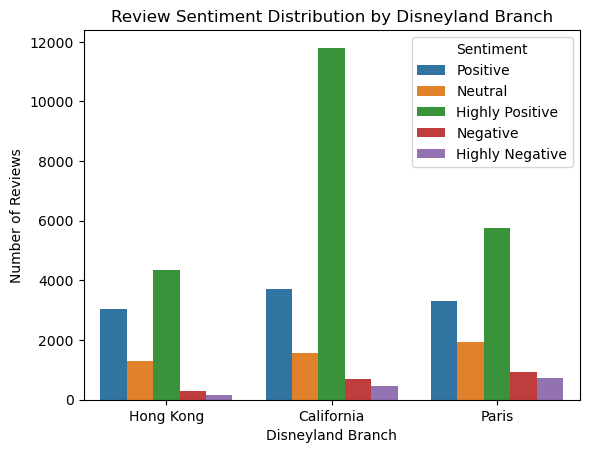 Review Sentiment Distribution by Disneyland Branch
Number of Reviews
12000
10000
8000
6000
4000
2000
0
Sentiment
Positive
Neutral
Highly Positive
Negative
Highly Negative
Hong Kong
California
Paris
Disneyland Branch